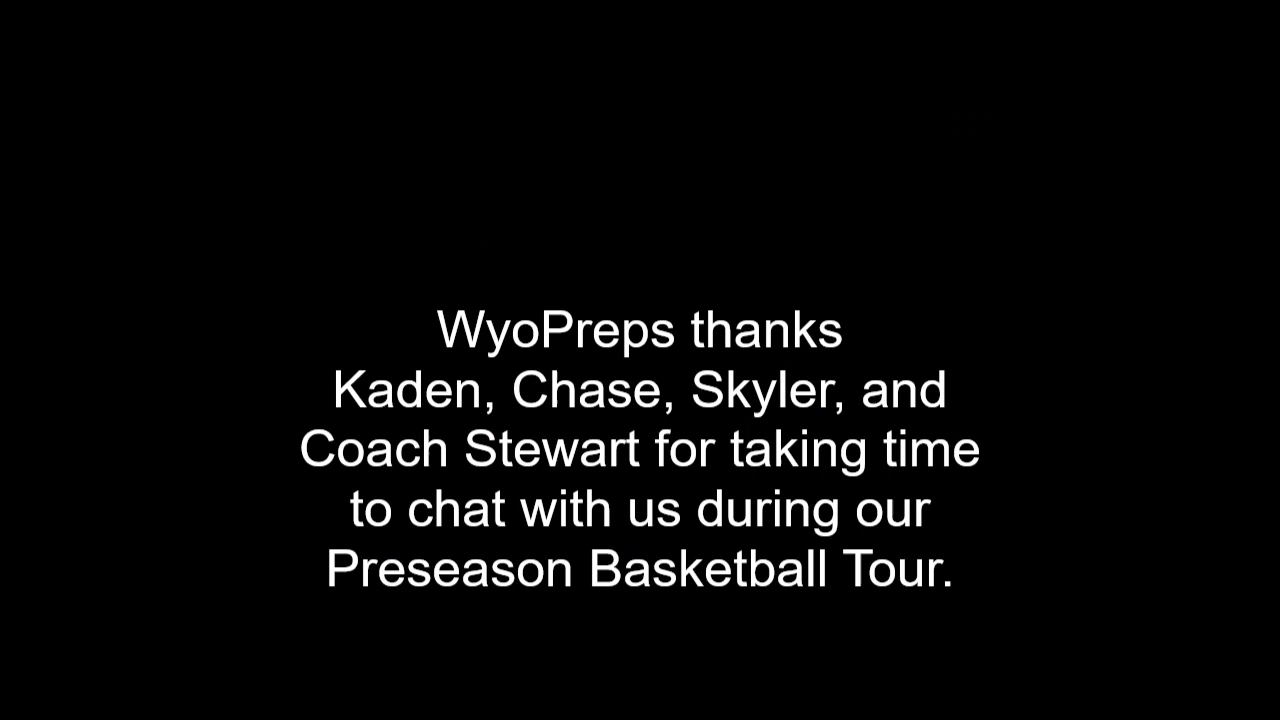 WyoPreps thanks
Kaden, Chase, Skyler, and
Coach Stewart for taking time
to chat with us during our
Preseason Basketball Tour.